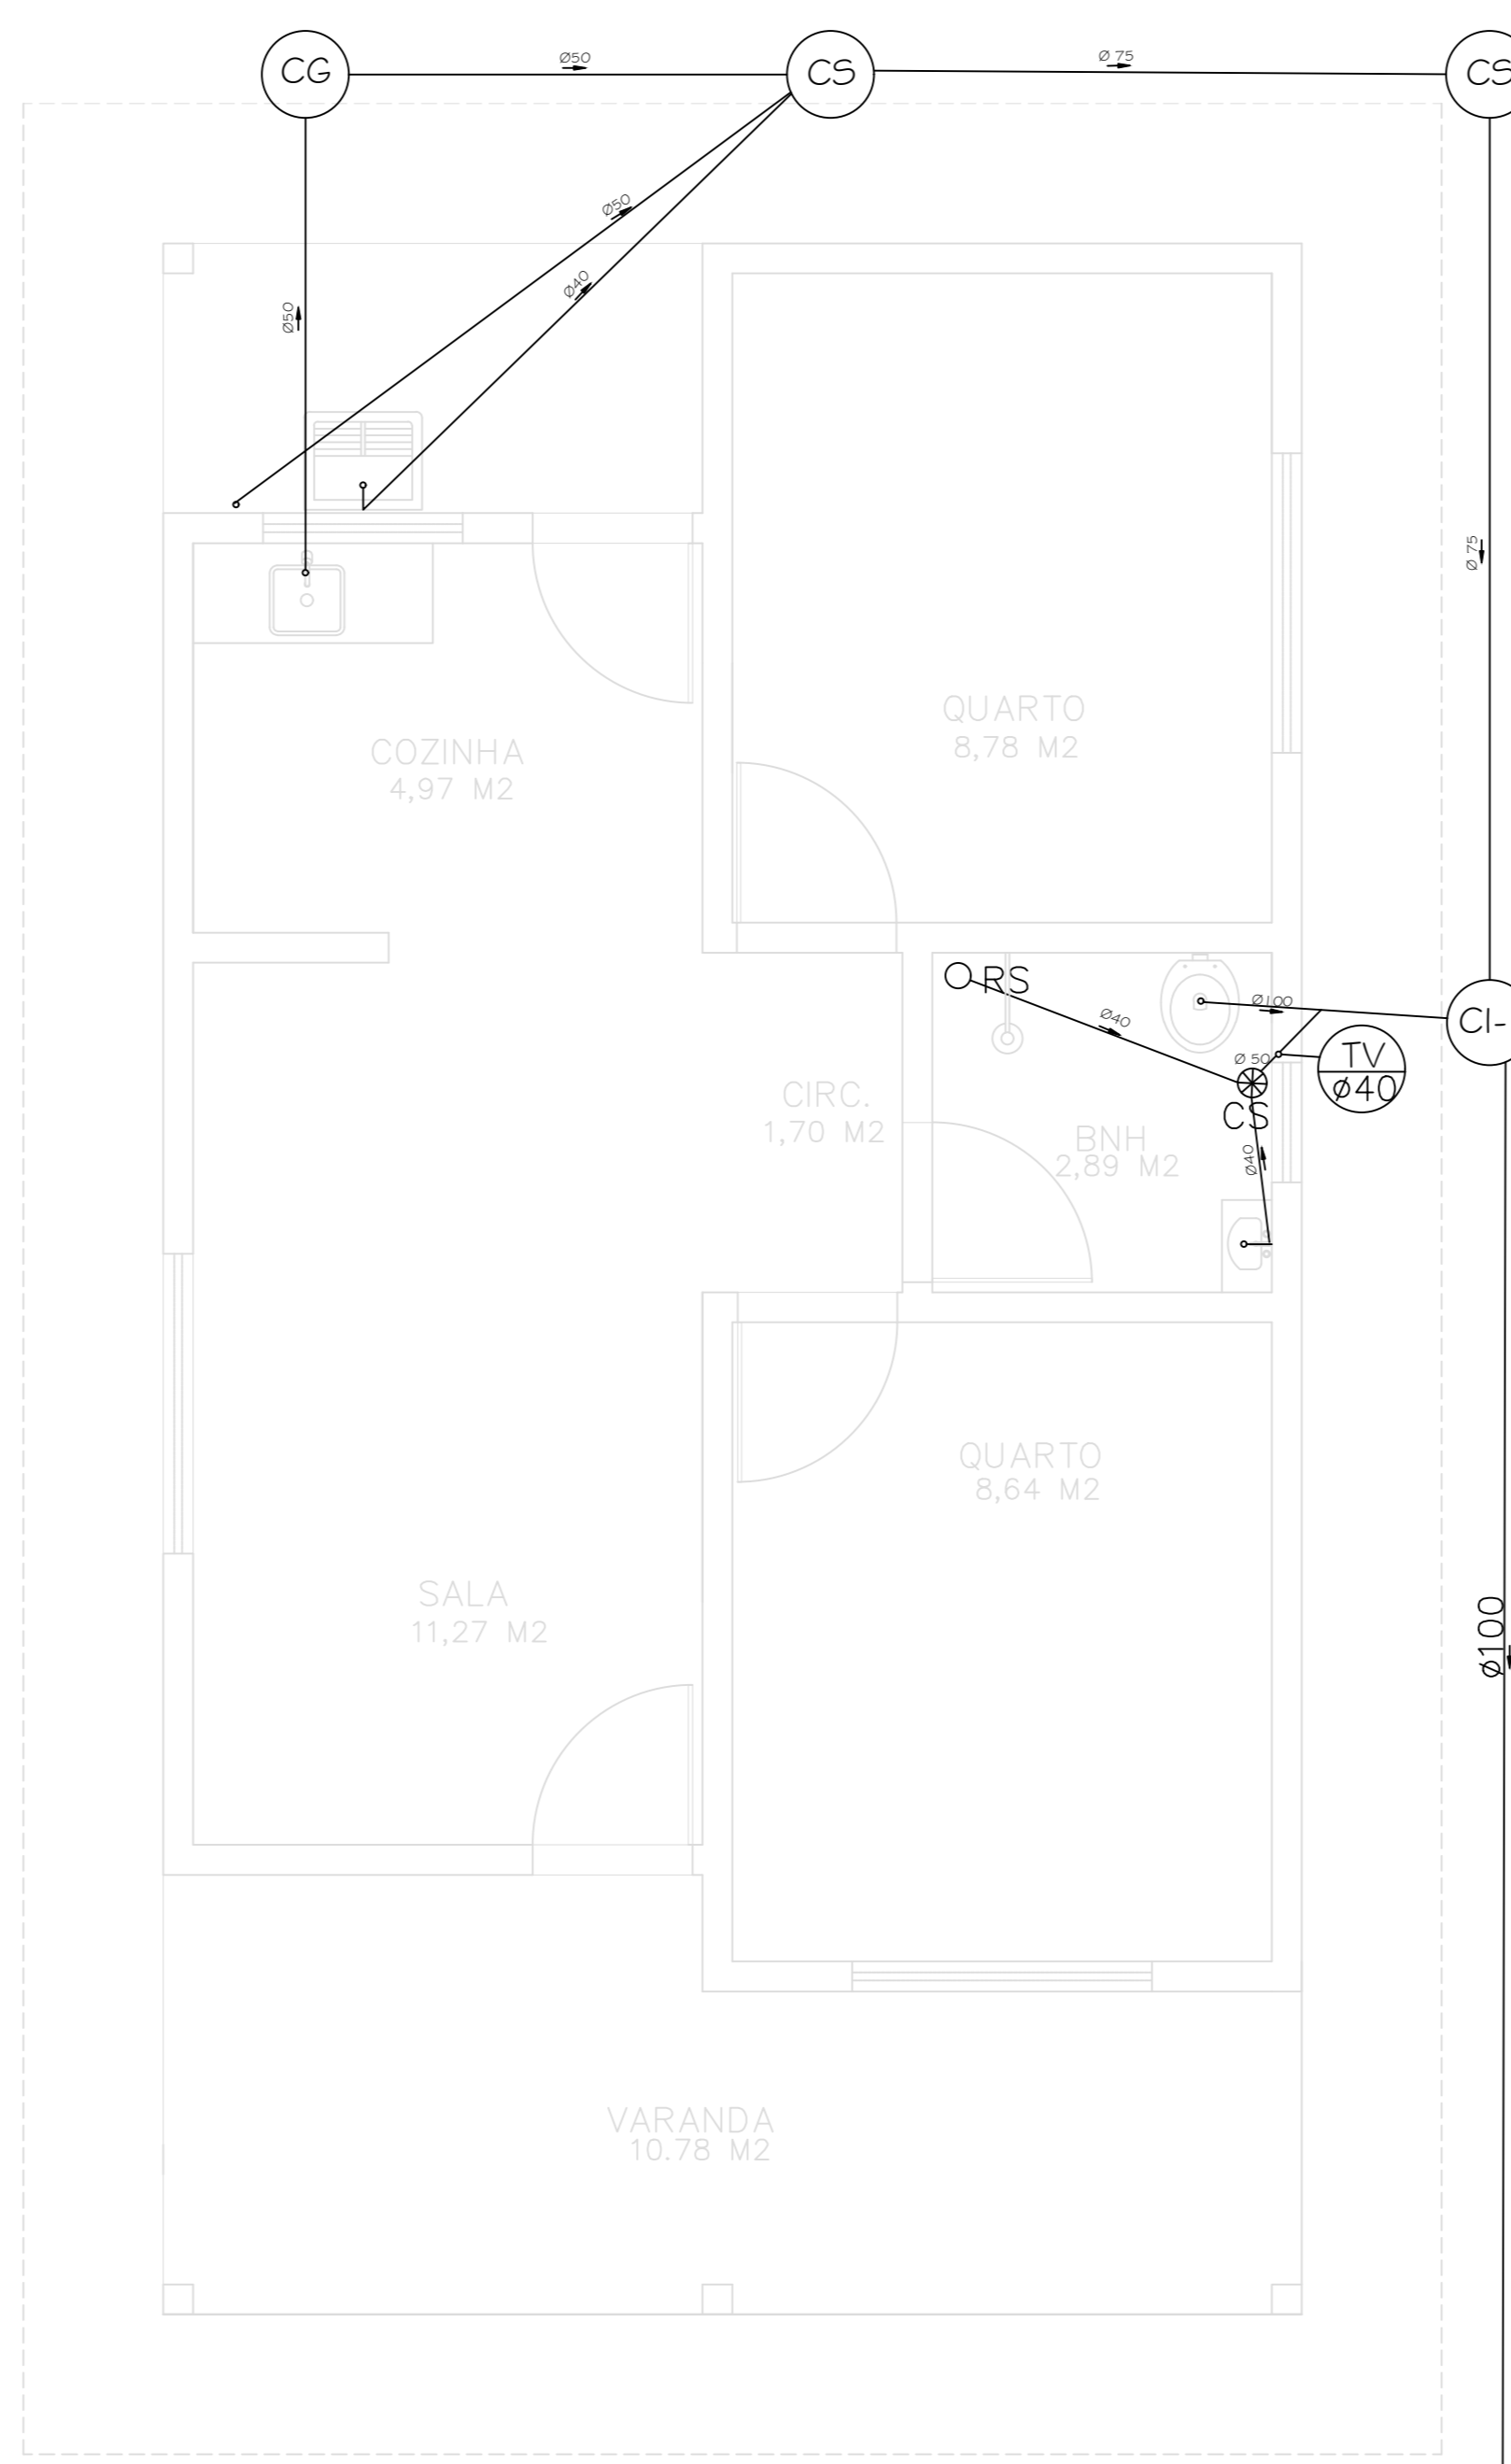 CG
Ø50
CS
Ø 75
CS
Ø50
Ø40
Ø50
Ø 75
COZINHA
4,97 M2
QUARTO
8,78 M2
RS
Ø40
Ø100
CI-
Ø 50
TV
Ø40
CS
CIRC.
1,70 M2
BNH
2,89 M2
Ø40
QUARTO
8,64 M2
SALA
11,27 M2
Ø100
VARANDA
10.78 M2